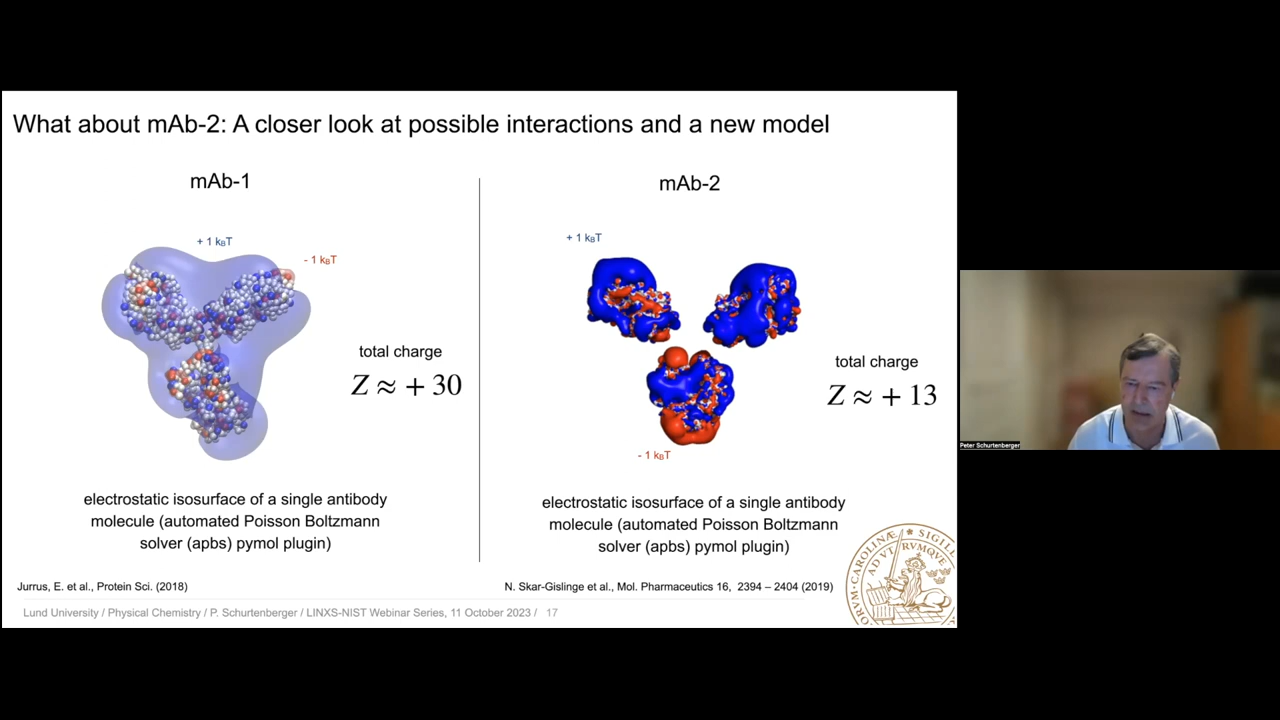 What about mAb-2: A closer look at possible interactions and a new model
mAb-1
+ 1 kBT
- 1 kBT
total charge
Z ≈ + 30
electrostatic isosurface of a single antibody
molecule (automated Poisson Boltzmann
solver (apbs) pymol plugin)
Jurrus, E. et al., Protein Sci. (2018)
mAb-2
+ 1 kBT
- 1 kBT
total charge
Z ≈ + 13
electrostatic isosurface of a single antibody
molecule (automated Poisson Boltzmann
solver (apbs) pymol plugin)
N. Skar-Gislinge et al., Mol. Pharmaceutics 16, 2394 – 2404 (2019)
Lund University / Physical Chemistry / P. Schurtenberger / LINXS-NIST Webinar Series, 11 October 2023 / 17
CAROLINÆ * SIGILL
AD VTRVMQVE
Peter Schurtenberger